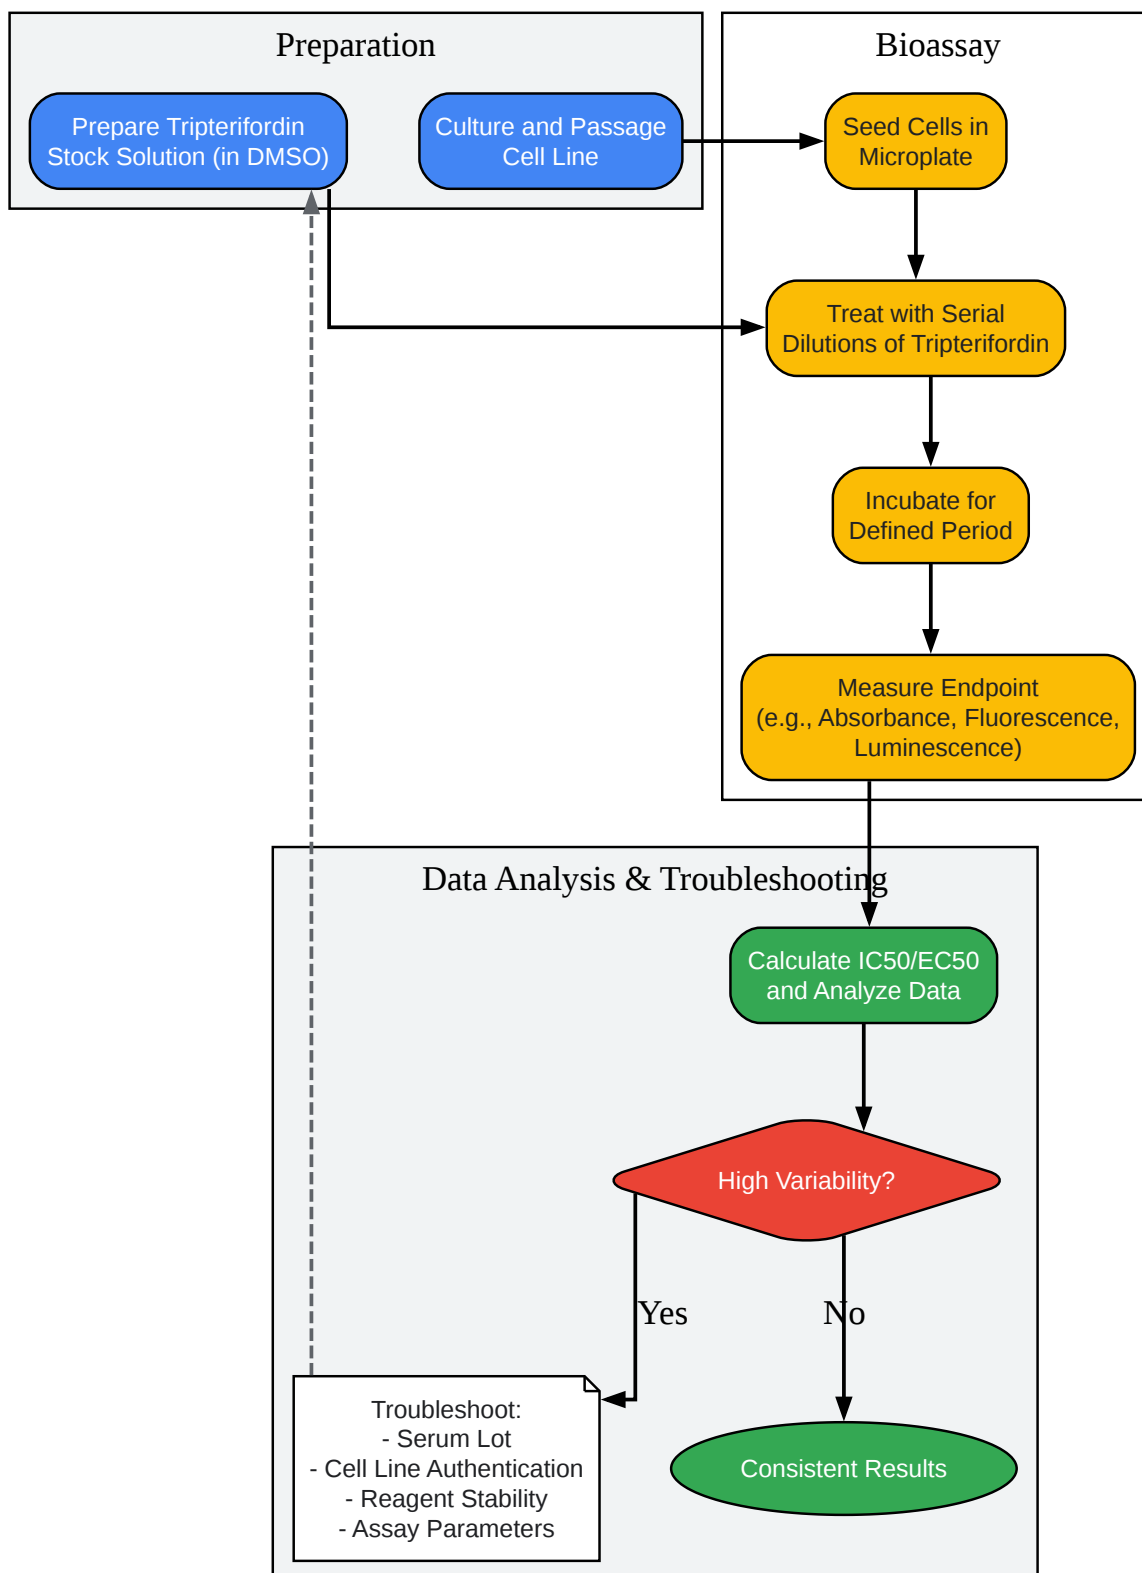 Preparation
Prepare Tripterifordin
Stock Solution (in DMSO)
Culture and Passage
Cell Line
Bioassay
Seed Cells in
Microplate
Treat with Serial
Dilutions of Tripterifordin
Incubate for
Defined Period
Measure Endpoint
(e.g., Absorbance, Fluorescence,
Luminescence)
Data Analysis & Troubleshooting
Calculate IC50/EC50
and Analyze Data
High Variability?
Yes
No
Troubleshoot:
- Serum Lot
- Cell Line Authentication
- Reagent Stability
- Assay Parameters
Consistent Results